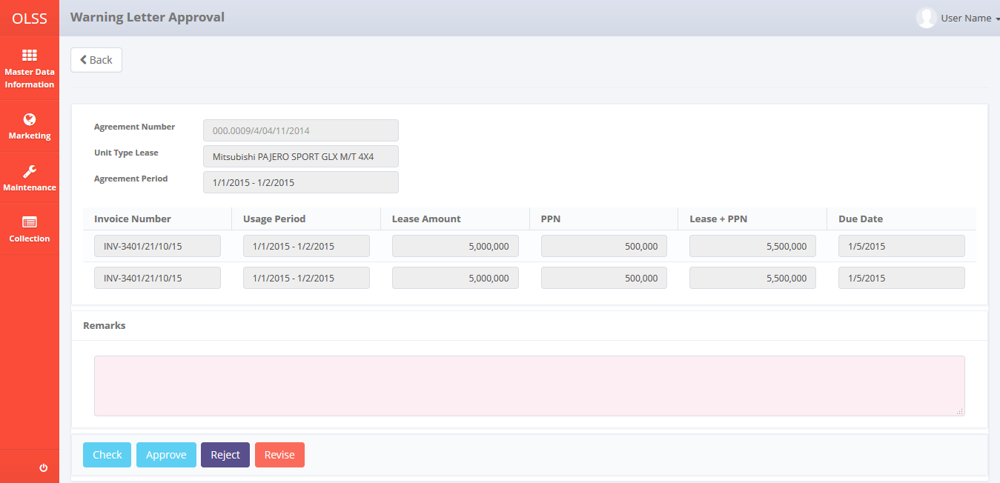 OLSS
Warning Letter Approval
User Name
Master Data
Information
Marketing
Maintenance
Collection
Back
Agreement Number
000.0009/4/04/11/2014
Unit Type Lease
Mitsubishi PAJERO SPORT GLX M/T 4X4
Agreement Period
1/1/2015 - 1/2/2015
Invoice Number Usage Period Lease Amount PPN Lease + PPN Due Date
INV-3401/21/10/15 1/1/2015 - 1/2/2015 5,000,000 500,000 5,500,000 1/5/2015
INV-3401/21/10/15 1/1/2015 - 1/2/2015 5,000,000 500,000 5,500,000 1/5/2015
Remarks
Check Approve Reject Revise